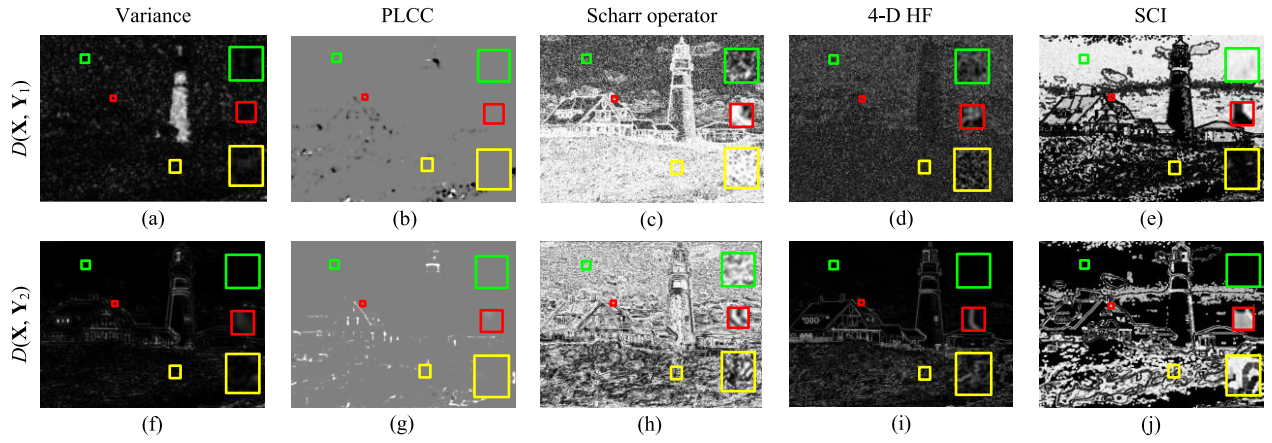 Variance PLCC Scharr operator 4-D HF SCI
D(X, Y1)
(a) (b) (c) (d) (e)
D(X, Y2)
(f) (g) (h) (i) (j)